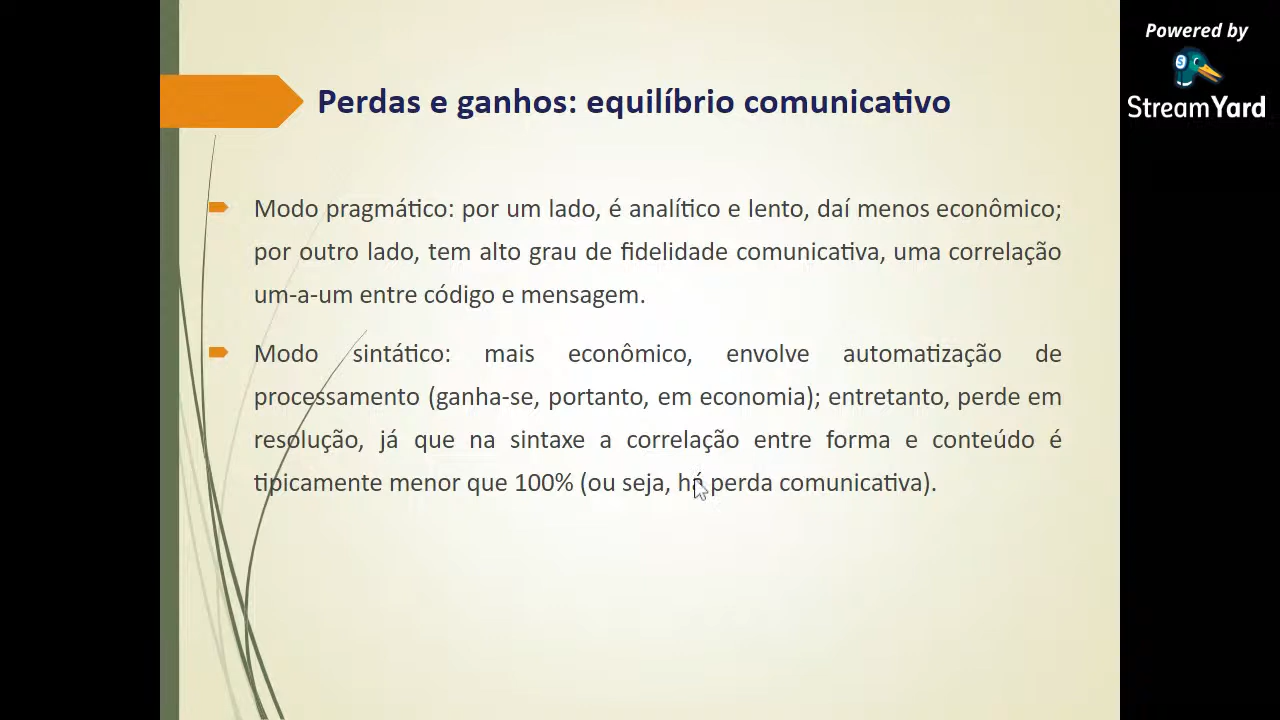 Powered by
StreamYard
Perdas e ganhos: equilíbrio comunicativo
Modo pragmático: por um lado, é analítico e lento, daí menos econômico;
por outro lado, tem alto grau de fidelidade comunicativa, uma correlação
um-a-um entre código e mensagem.
Modo sintático: mais econômico, envolve automatização de
processamento (ganha-se, portanto, em economia); entretanto, perde em
resolução, já que na sintaxe a correlação entre forma e conteúdo é
tipicamente menor que 100% (ou seja, há perda comunicativa).